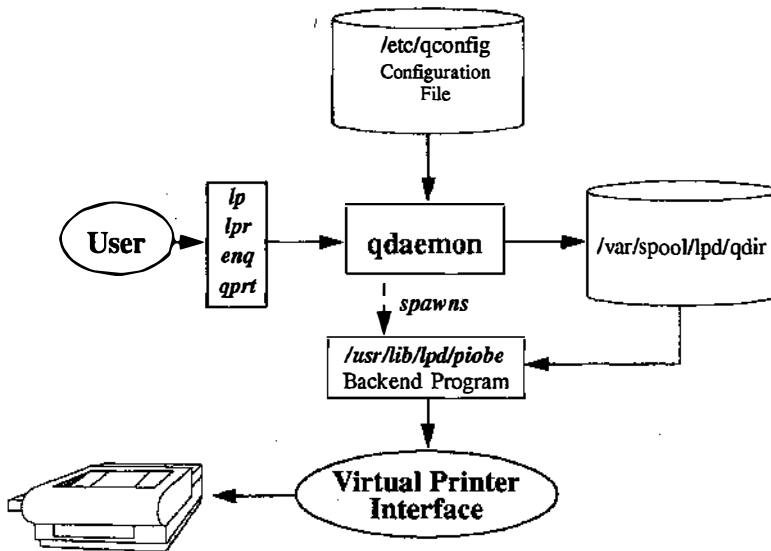 /etc/qconfig
Configuration
File
User
lp
lpr
enq
qprt
qdaemon
/var/spool/lpd/qdir
spawns
/usr/lib/lpd/piobe
Backend Program
Virtual Printer
Interface